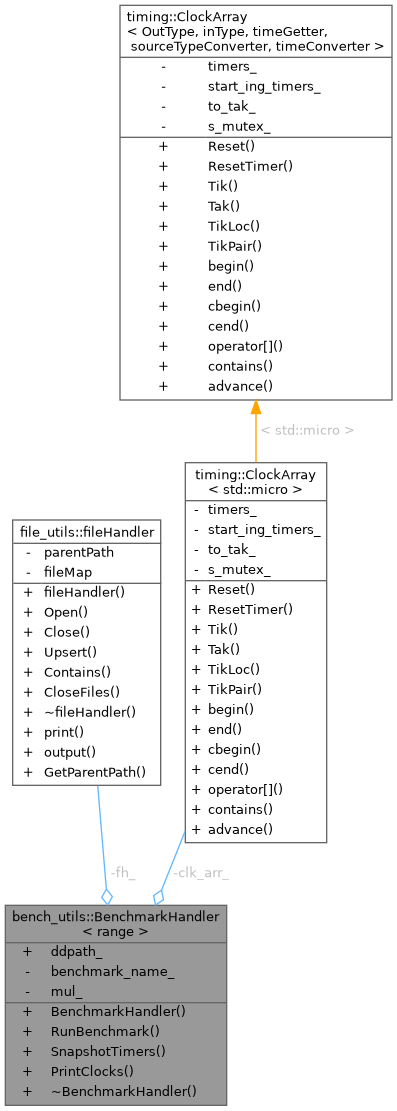 timing::ClockArray
< OutType, inType, timeGetter,
sourceTypeConverter, timeConverter >
- timers_
- start_ing_timers_
- to_tak_
- s_mutex_
+ Reset()
+ ResetTimer()
+ Tik()
+ Tak()
+ TikLoc()
+ TikPair()
+ begin()
+ end()
+ cbegin()
+ cend()
+ operator[]()
+ contains()
+ advance()
< std::micro >
timing::ClockArray
< std::micro >
- timers_
- start_ing_timers_
- to_tak_
- s_mutex_
+ Reset()
+ ResetTimer()
+ Tik()
+ Tak()
+ TikLoc()
+ TikPair()
+ begin()
+ end()
+ cbegin()
+ cend()
+ operator[]()
+ contains()
+ advance()
file_utils::fileHandler
- parentPath
- fileMap
+ fileHandler()
+ Open()
+ Close()
+ Upsert()
+ Contains()
+ CloseFiles()
+ ~fileHandler()
+ print()
+ output()
+ GetParentPath()
-fh_
-clk_arr_
bench_utils::BenchmarkHandler
< range >
+ ddpath_
- benchmark_name_
- mul_
+ BenchmarkHandler()
+ RunBenchmark()
+ SnapshotTimers()
+ PrintClocks()
+ ~BenchmarkHandler()